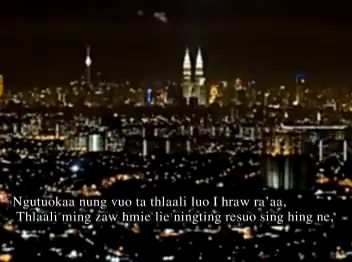 Ngutuokaa nung vuo ta thlaali luo I hraw ra'aa,
Thlaali ming zaw hmie lie ningting resuo sing hing ne,